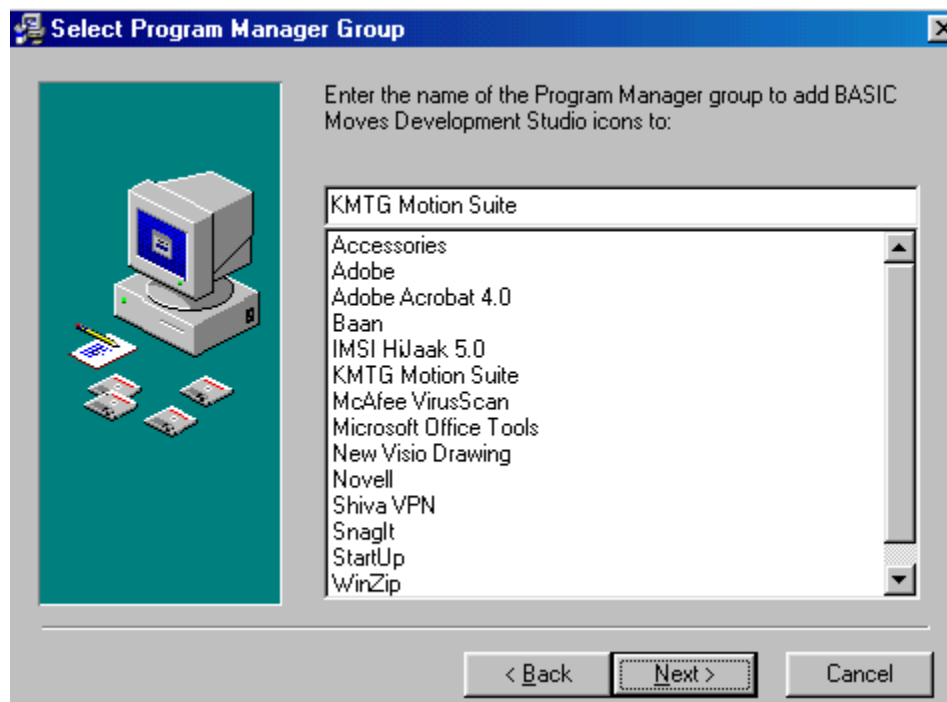 Select Program Manager Group
Enter the name of the Program Manager group to add BASIC
Moves Development Studio icons to:
KMTG Motion Suite
Accessories
Adobe
Adobe Acrobat 4.0
Baan
IMSI HiJaak 5.0
KMTG Motion Suite
McAfee VirusScan
Microsoft Office Tools
New Visio Drawing
Novell
Shiva VPN
SnagIt
StartUp
WinZip
< Back
Next >
Cancel